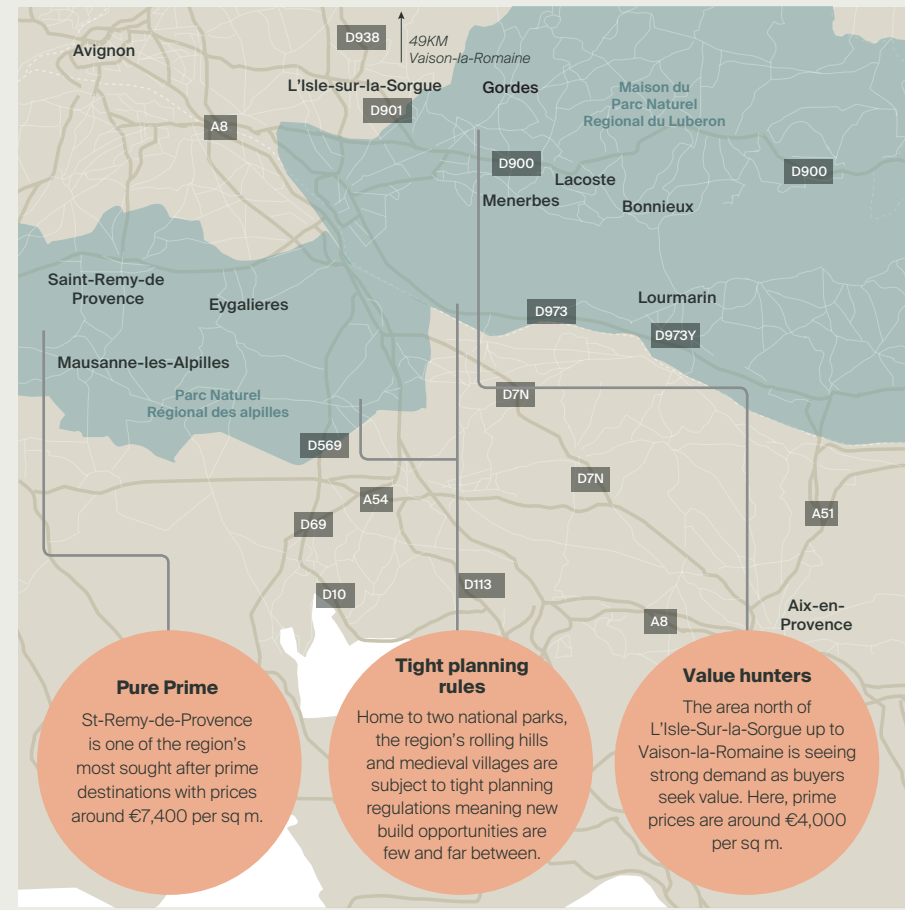 D938
49KM
Vaison-la-Romaine
Avignon
L'Isle-sur-la-Sorgue
Gordes
D901
A8
Maison du
Parc Naturel
Regional du Luberon
D900
D900
Lacoste
Menerbes
Bonnieux
Saint-Remy-de
Provence
Eygalieres
Lourmarin
D973
D973Y
Mausanne-les-Alpilles
Parc Naturel
Régional des alpilles
D7N
D569
D7N
A54
D69
A51
D10
D113
A8
Aix-en-
Provence
Pure Prime
St-Remy-de-Provence
is one of the region's
most sought after prime
destinations with prices
around €7,400 per sq m.
Tight planning
rules
Home to two national parks,
the region's rolling hills
and medieval villages are
subject to tight planning
regulations meaning new
build opportunities are
few and far between.
Value hunters
The area north of
L'Isle-Sur-la-Sorgue up to
Vaison-la-Romaine is seeing
strong demand as buyers
seek value. Here, prime
prices are around €4,000
per sq m.